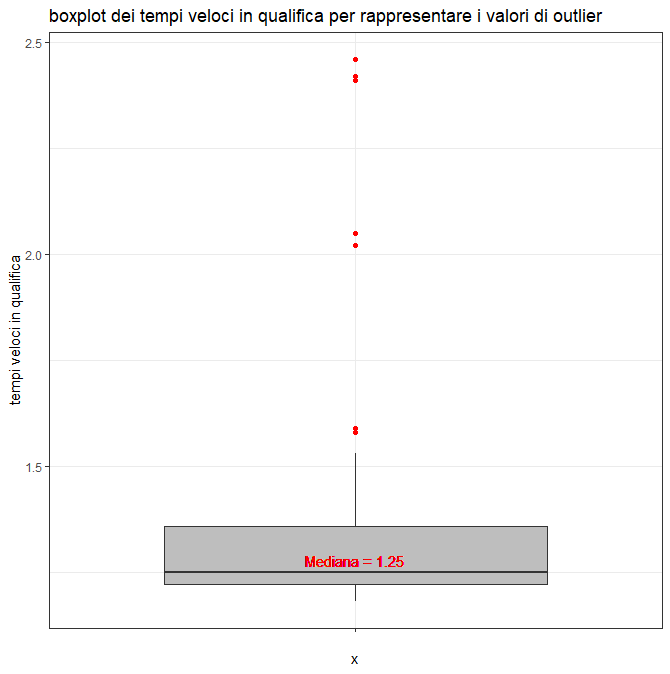 boxplot dei tempi veloci in qualifica per rappresentare i valori di outlier
2.5
2.0
1.5
tempi veloci in qualifica
Mediana = 1.25
x